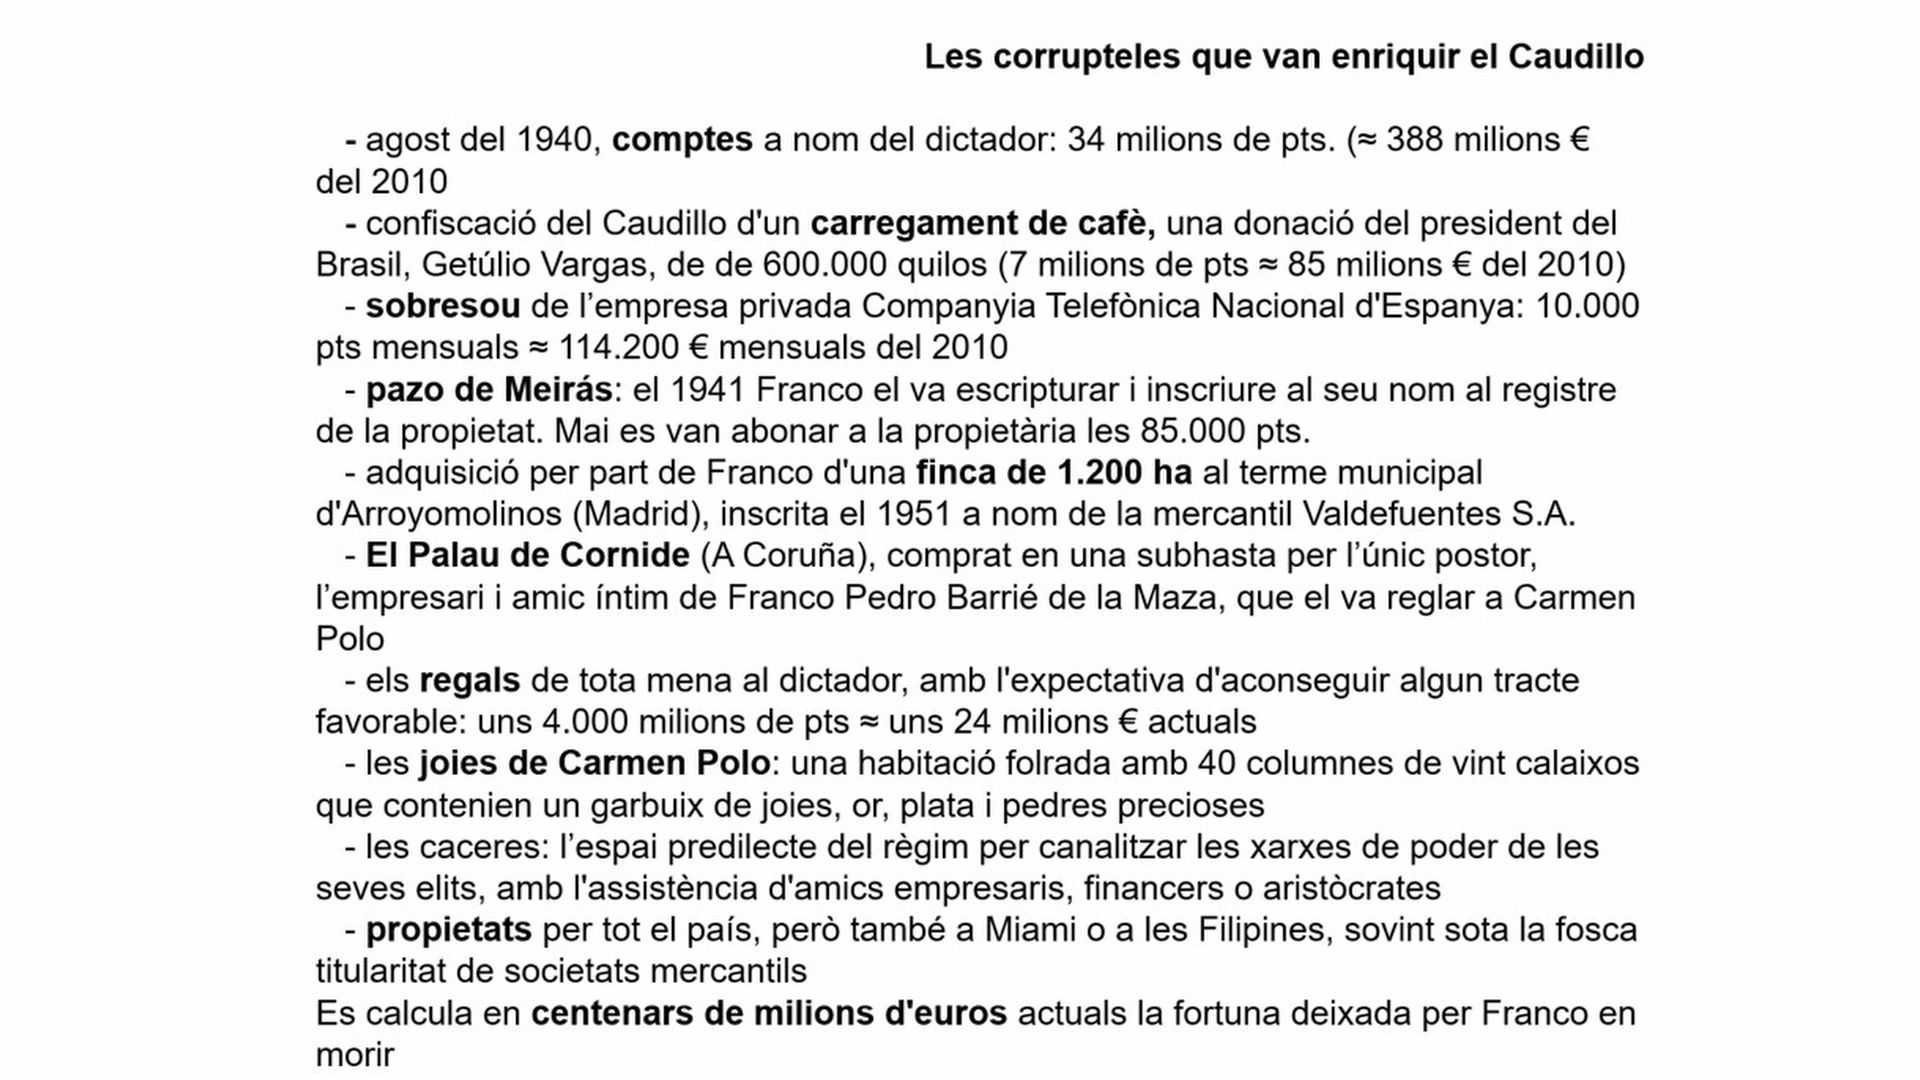 Les corrupteles que van enriquir el Caudillo
- agost del 1940, comptes a nom del dictador: 34 milions de pts. (≈ 388 milions €
del 2010
- confiscació del Caudillo d'un carregament de cafè, una donació del president del
Brasil, Getúlio Vargas, de de 600.000 quilos (7 milions de pts ≈ 85 milions € del 2010)
- sobresou de l’empresa privada Companyia Telefònica Nacional d'Espanya: 10.000
pts mensuals ≈ 114.200 € mensuals del 2010
- pazo de Meirás: el 1941 Franco el va escripturar i inscriure al seu nom al registre
de la propietat. Mai es van abonar a la propietària les 85.000 pts.
- adquisició per part de Franco d'una finca de 1.200 ha al terme municipal
d'Arroyomolinos (Madrid), inscrita el 1951 a nom de la mercantil Valdefuentes S.A.
- El Palau de Cornide (A Coruña), comprat en una subhasta per l’únic postor,
l’empresari i amic íntim de Franco Pedro Barrié de la Maza, que el va reglar a Carmen
Polo
- els regals de tota mena al dictador, amb l'expectativa d'aconseguir algun tracte
favorable: uns 4.000 milions de pts ≈ uns 24 milions € actuals
- les joies de Carmen Polo: una habitació folrada amb 40 columnes de vint calaixos
que contenien un garbuix de joies, or, plata i pedres precioses
- les caceres: l’espai predilecte del règim per canalitzar les xarxes de poder de les
seves elits, amb l'assistència d'amics empresaris, financers o aristòcrates
- propietats per tot el país, però també a Miami o a les Filipines, sovint sota la fosca
titularitat de societats mercantils
Es calcula en centenars de milions d'euros actuals la fortuna deixada per Franco en
morir